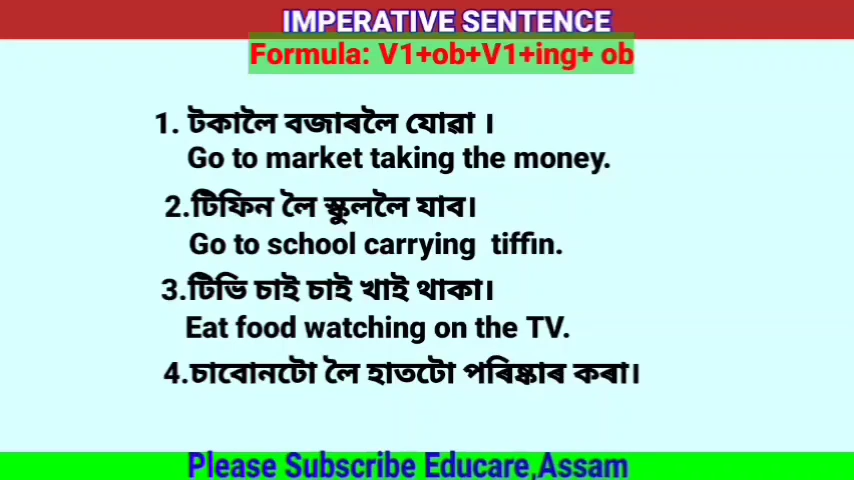 IMPERATIVE SENTENCE
Formula: V1+ob+V1+ing+ ob
1. টকালৈ বজাৰলৈ যোৱা ।
Go to market taking the money.
2.টিফিন লৈ স্কুললৈ যাব।
Go to school carrying tiffin.
3.টিভি চাই চাই খাই থাকা।
Eat food watching on the TV.
4.চাবোনটো লৈ হাতটো পৰিষ্কাৰ কৰা।
Please Subscribe Educare,Assam